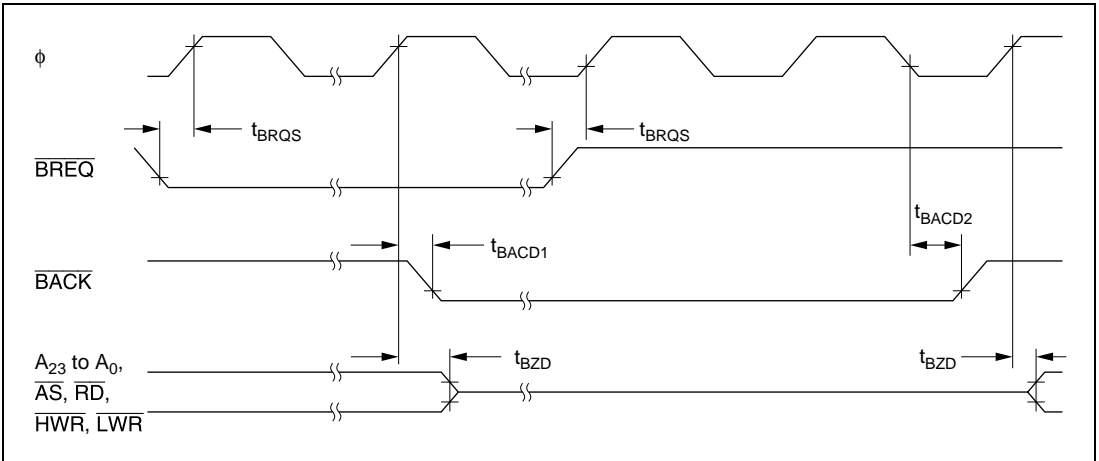 ϕ
tBRQS
tBRQS
BREQ
tBACD2
tBACD1
BACK
A23 to A0,
AS, RD,
HWR, LWR
tBZD
tBZD